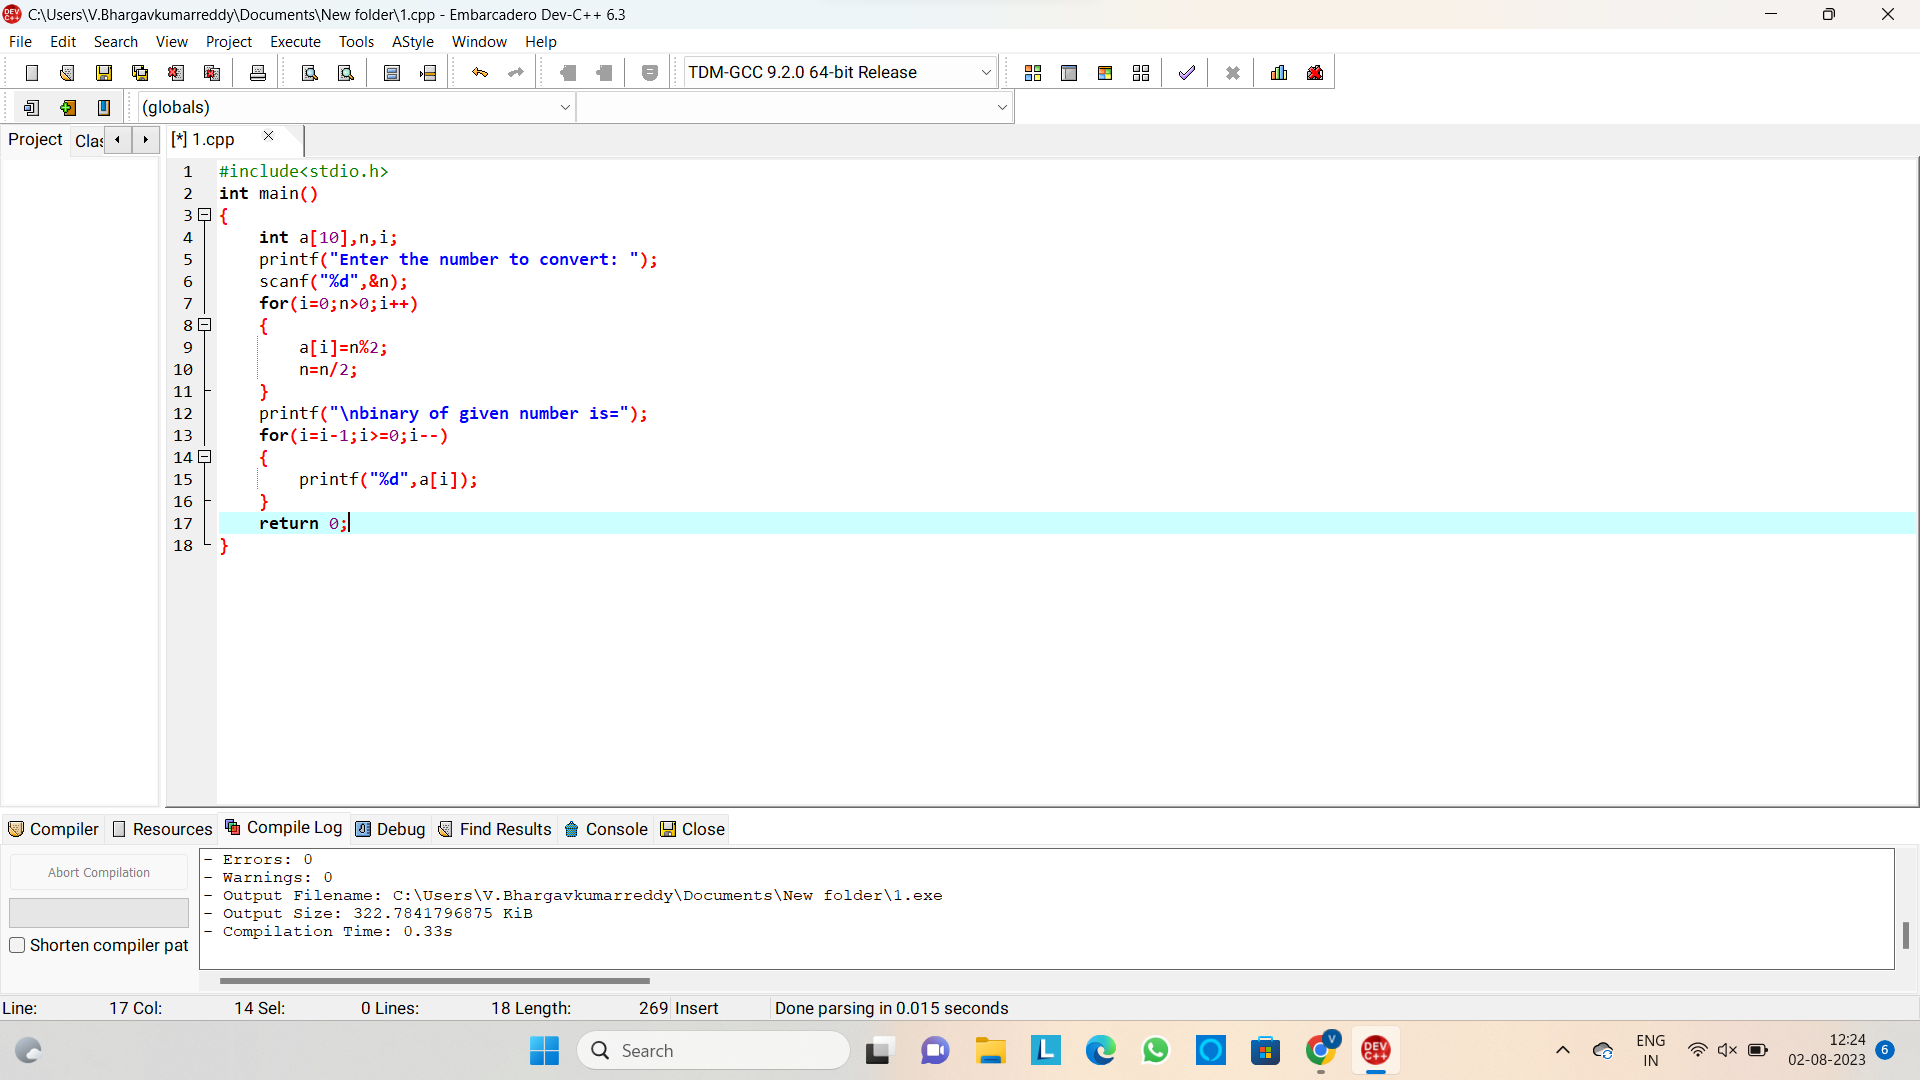 C:\Users\V.Bhargavkumarreddy\Documents\New folder\1.cpp - Embarcadero Dev-C++ 6.3
File Edit Search View Project Execute Tools AStyle Window Help
TDM-GCC 9.2.0 64-bit Release
(globals)
Project Clas [*] 1.cpp
1 #include<stdio.h>
2 int main()
3 {
4 int a[10],n,i;
5 printf("Enter the number to convert: ");
6 scanf("%d",&n);
7 for(i=0;n>0;i++)
8 {
9 a[i]=n%2;
10 n=n/2;
11 }
12 printf("\nbinary of given number is=");
13 for(i=i-1;i>=0;i--)
14 {
15 printf("%d",a[i]);
16 }
17 return 0;
18 }
Compiler Resources Compile Log Debug Find Results Console Close
Abort Compilation
Shorten compiler pat
- Errors: 0
- Warnings: 0
- Output Filename: C:\Users\V.Bhargavkumarreddy\Documents\New folder\1.exe
- Output Size: 322.7841796875 KiB
- Compilation Time: 0.33s
Line: 17 Col: 14 Sel: 0 Lines: 18 Length: 269 Insert Done parsing in 0.015 seconds
Search
L
V
DEV C++
ENG
IN
12:24
02-08-2023
6